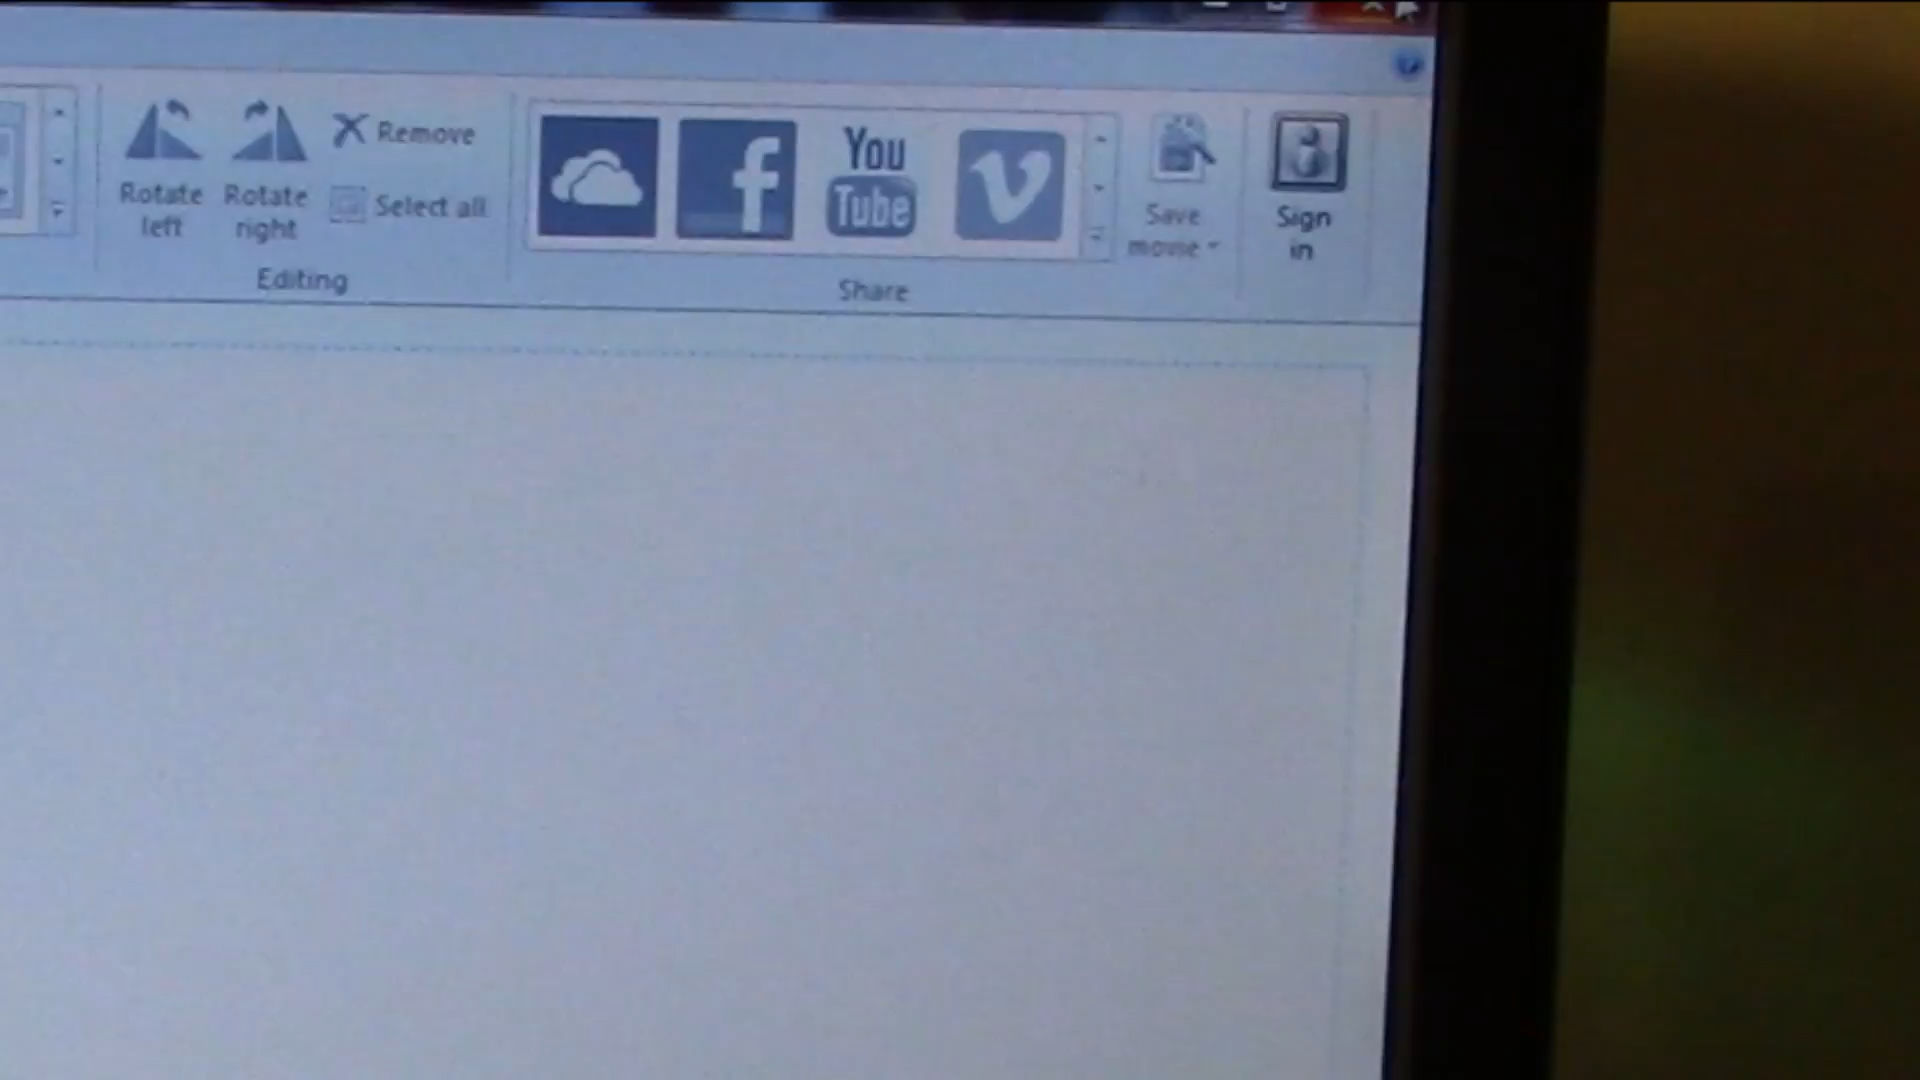 Rotate left
Rotate right
Remove
Select all
Editing
f
You
Tube
v
Share
Save movie
Sign in